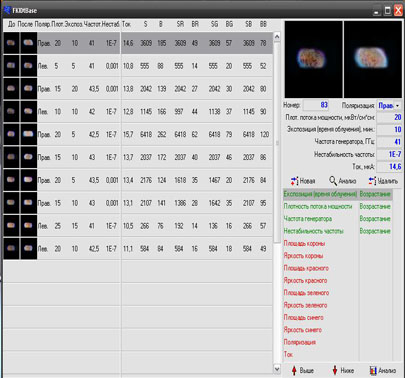 FKIDBase
До После Поляр. Плот. Экспоз. Частот. Нестаб. Ток S B SR BR SG BG SB BB
Прав. 20 10 41 1E-7 14,6 3609 185 3609 49 3609 57 3609 78
Лев. 5 5 41 0,001 10,8 555 88 555 14 555 20 555 52
Прав. 15 20 43,5 0,001 13,8 2042 139 2042 27 2042 30 2042 80
Лев. 10 10 42 1E-7 12,8 1145 166 997 44 1138 37 1145 90
Прав. 20 5 42,5 1E-7 15,7 6418 262 6418 62 6418 79 6418 120
Прав. 10 20 43 1E-7 13,7 2037 172 2037 40 2037 46 2037 86
Лев. 20 20 43,5 0,001 13,4 2176 124 1618 35 1467 20 2176 84
Прав. 15 10 43 0,001 13,1 2107 141 1386 28 1642 35 2107 95
Лев. 25 15 41 1E-7 10,5 266 76 192 14 136 16 266 57
Лев. 20 10 42,5 1E-7 11,1 584 84 584 16 584 18 584 49
Номер: 83 Поляризация: Прав
Плот. потока мощности, мкВт/см²см: 20
Экспозиция (время облучения), мин.: 10
Частота генератора, ГГц: 41
Нестабильность частоты: 1E-7
Ток, мкА: 14,6
Новая Анализ Удалить
Експозиция (время облучения) Возрастание
Плотность потока мощности Возрастание
Частота генератора Возрастание
Нестабильность частоты Возрастание
Площадь короны
Яркость короны
Площадь красного
Яркость красного
Площадь зеленого
Яркость зеленого
Площадь синего
Яркость синего
Поляризация
Ток
Выше Ниже Анализ